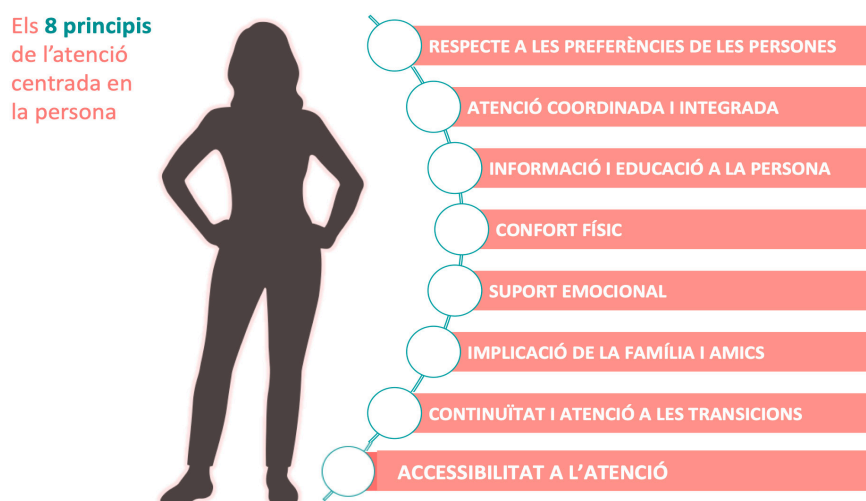 Els 8 principis
de l’atenció
centrada en
la persona
RESPECTE A LES PREFERÈNCIES DE LES PERSONES
ATENCIÓ COORDINADA I INTEGRADA
INFORMACIÓ I EDUCACIÓ A LA PERSONA
CONFORT FÍSIC
SUPORT EMOCIONAL
IMPLICACIÓ DE LA FAMÍLIA I AMICS
CONTINUÏTAT I ATENCIÓ A LES TRANSICIONS
ACCESSIBILITAT A L’ATENCIÓ